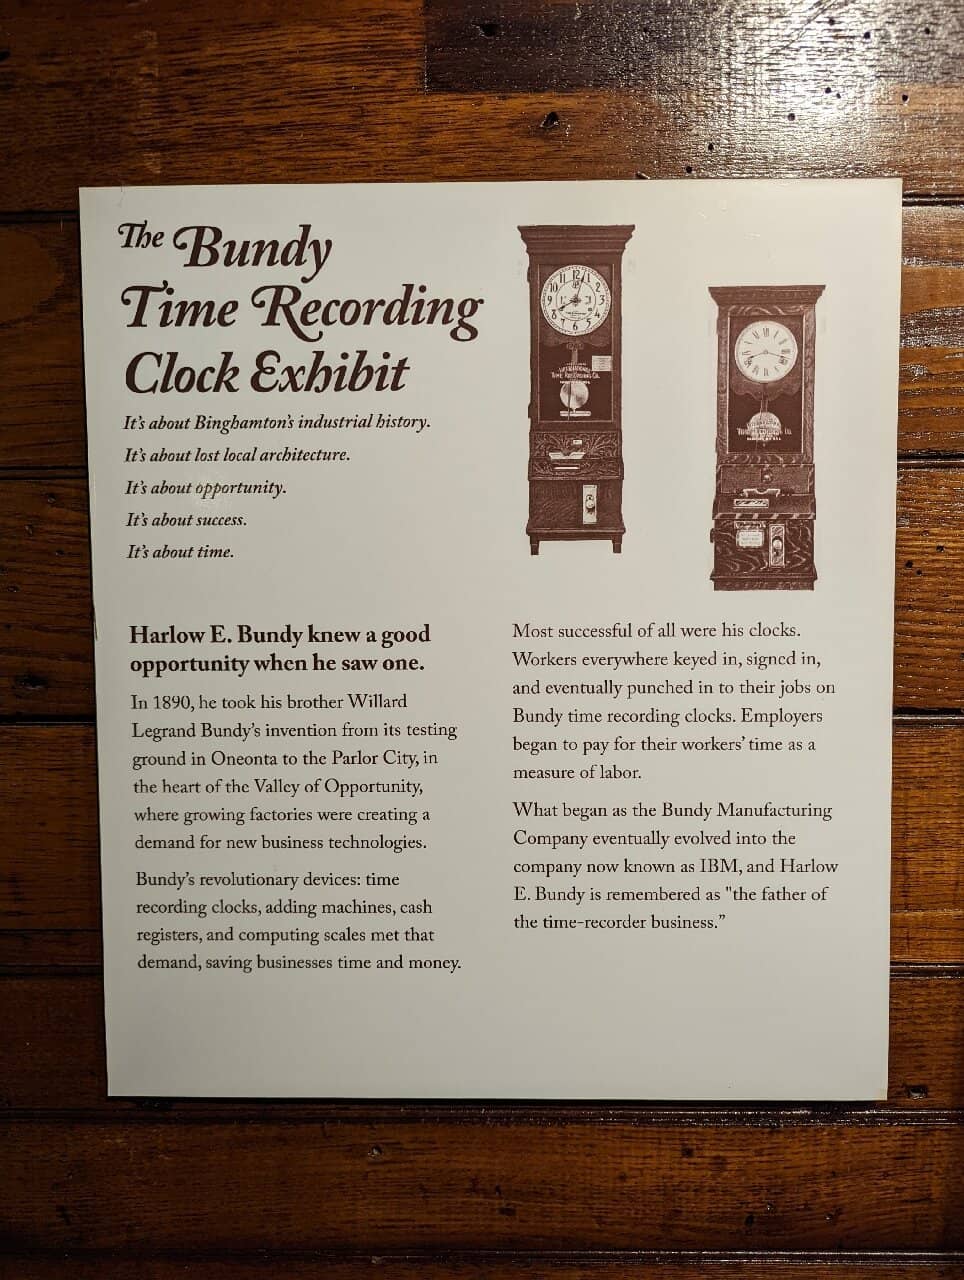 The Bundy
Time Recording
Clock Exhibit
It's about Binghamton's industrial history.
It's about lost local architecture.
It's about opportunity.
It's about success.
It's about time.
Harlow E. Bundy knew a good
opportunity when he saw one.
In 1890, he took his brother Willard
Legrand Bundy's invention from its testing
ground in Oneonta to the Parlor City, in
the heart of the Valley of Opportunity,
where growing factories were creating a
demand for new business technologies.
Bundy's revolutionary devices: time
recording clocks, adding machines, cash
registers, and computing scales met that
demand, saving businesses time and money.
Most successful of all were his clocks.
Workers everywhere keyed in, signed in,
and eventually punched in to their jobs on
Bundy time recording clocks. Employers
began to pay for their workers' time as a
measure of labor.
What began as the Bundy Manufacturing
Company eventually evolved into the
company now known as IBM, and Harlow
E. Bundy is remembered as "the father of
the time-recorder business.”
INTERNATIONAL
TIME RECORDING CO.